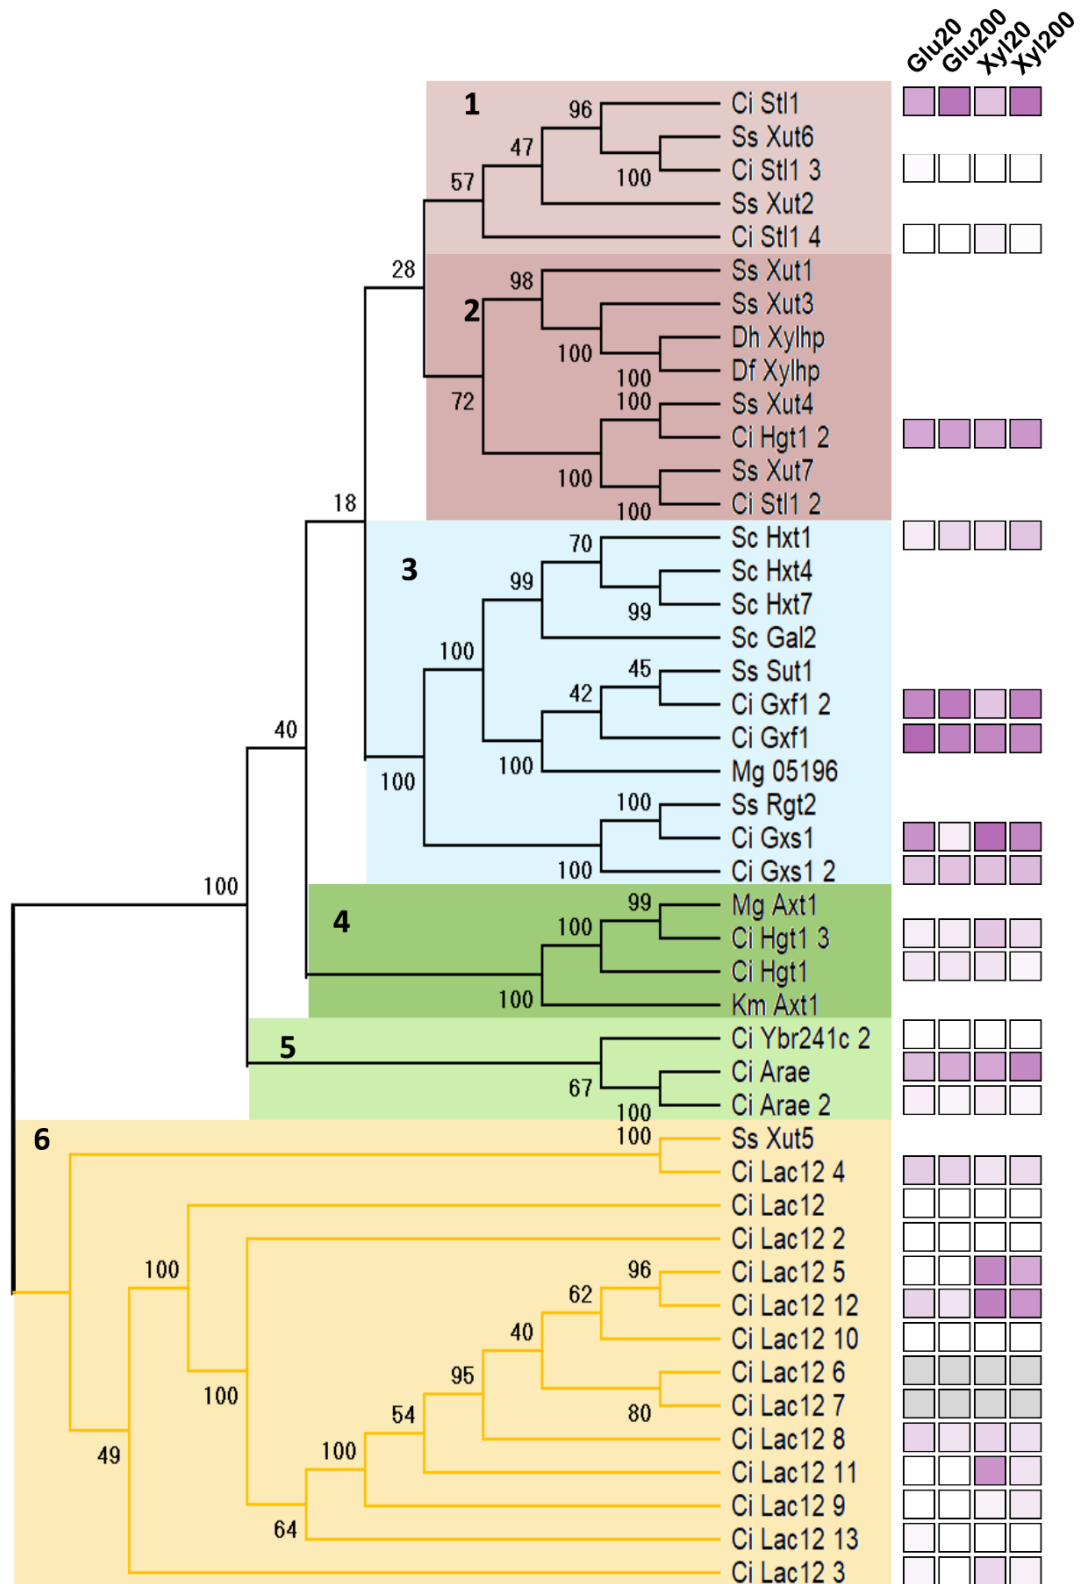 Glu20 Glu200 Xyl20 Xyl200
1
96
Ci Stl1
47
Ss Xut6
100
Ci Stl1 3
57
Ss Xut2
Ci Stl1 4
28
98
Ss Xut1
2
Ss Xut3
100
Dh Xylhp
100
Df Xylhp
72
100
Ss Xut4
Ci Hgt1 2
100
Ss Xut7
100
Ci Stl1 2
18
70
Sc Hxt1
3
99
Sc Hxt4
99
Sc Hxt7
100
Sc Gal2
45
Ss Sut1
42
Ci Gxf1 2
40
Ci Gxf1
100
Mg 05196
100
100
Ss Rgt2
Ci Gxs1
100
Ci Gxs1 2
100
4
99
Mg Axt1
100
Ci Hgt1 3
Ci Hgt1
100
Km Axt1
5
Ci Ybr241c 2
67
Ci Arae
100
Ci Arae 2
6
100
Ss Xut5
Ci Lac12 4
Ci Lac12
Ci Lac12 2
100
96
Ci Lac12 5
62
Ci Lac12 12
40
Ci Lac12 10
95
Ci Lac12 6
100
80
Ci Lac12 7
54
Ci Lac12 8
49
100
Ci Lac12 11
Ci Lac12 9
64
Ci Lac12 13
Ci Lac12 3